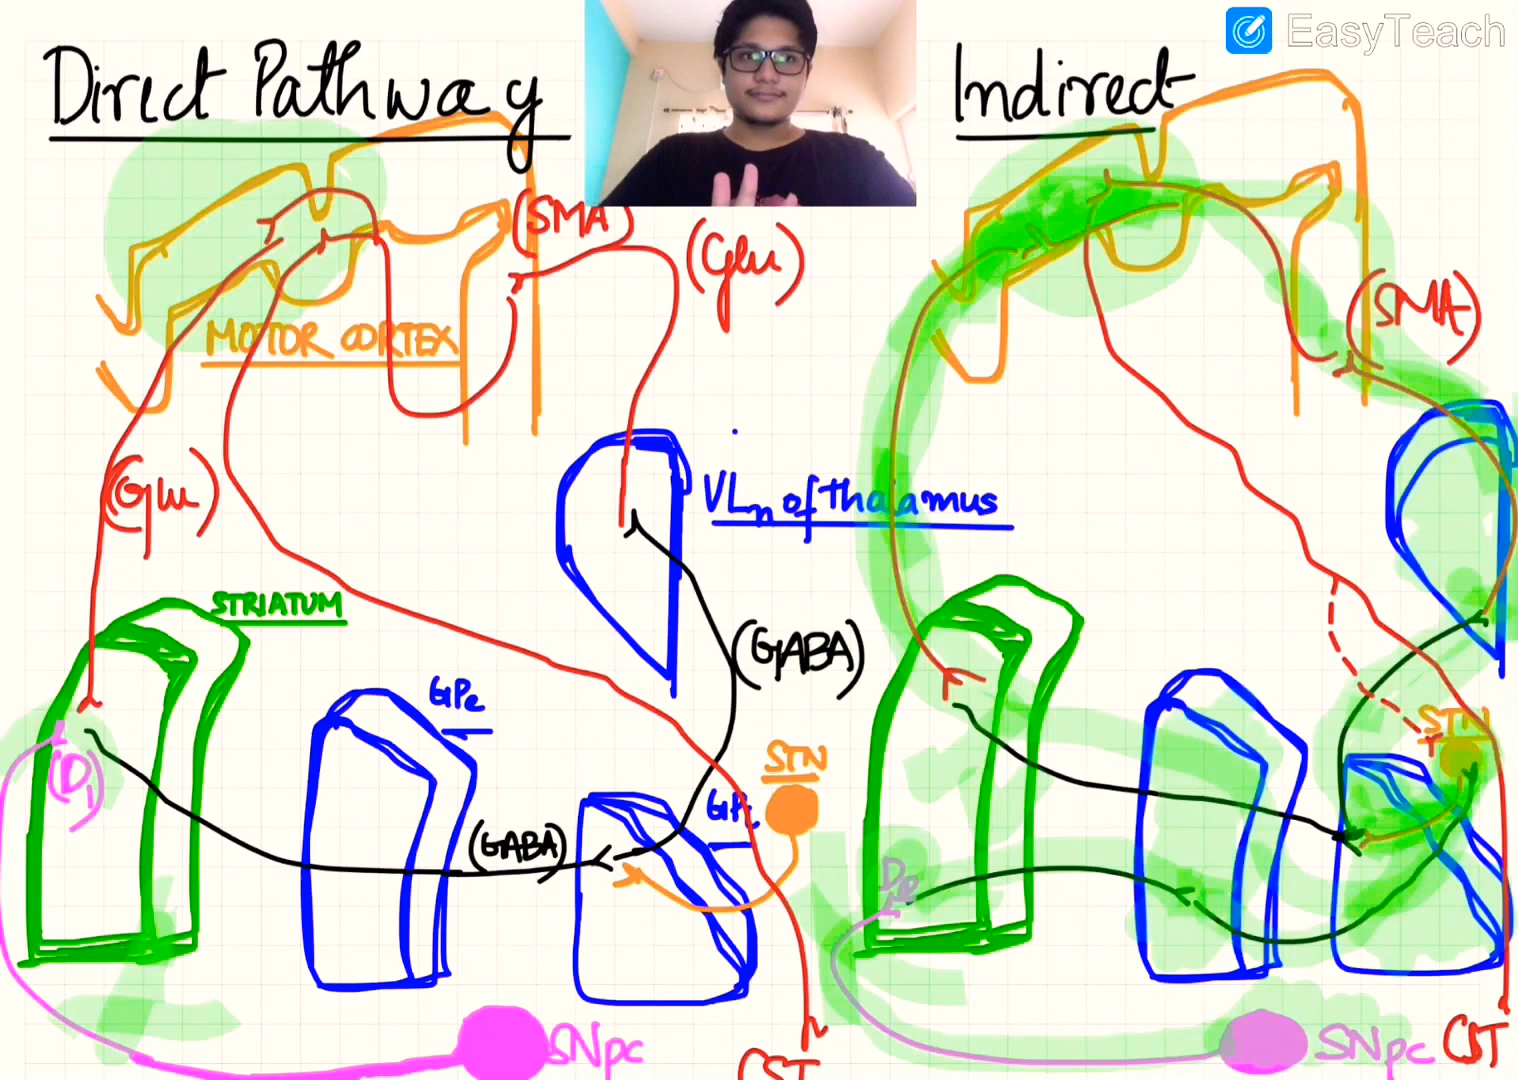 EasyTeach
Direct Pathway
Indirect
(SMA)
(Glu)
(SMA)
MOTOR CORTEX
(Glu)
VLn of thalamus
STRIATUM
(GABA)
GPe
STN
STN
(D1)
GPi
(GABA)
D2
SNpc
CST
SNpc
CST